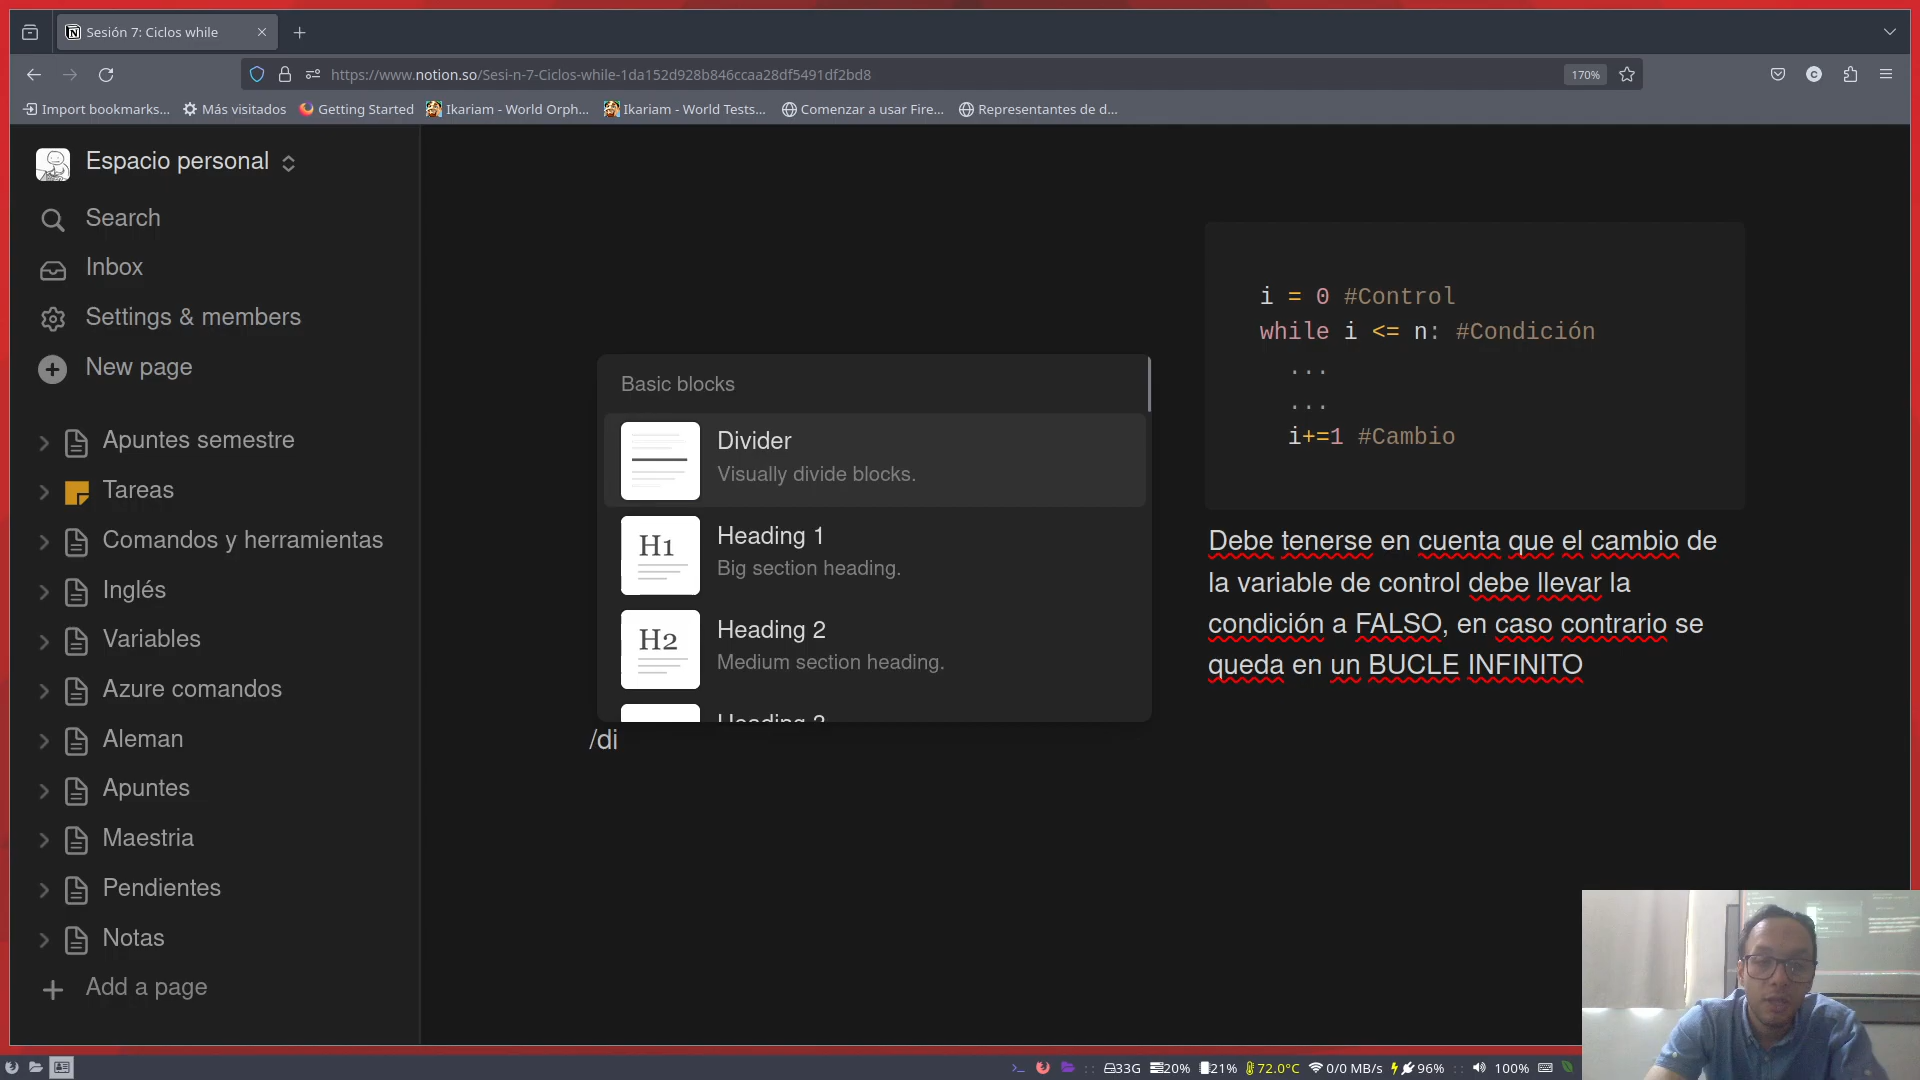 Sesión 7: Ciclos while
https://www.notion.so/Sesi-n-7-Ciclos-while-1da152d928b846ccaa28df5491df2bd8
170%
Import bookmarks...
Más visitados
Getting Started
Ikariam - World Orph...
Ikariam - World Tests...
Comenzar a usar Fire...
Representantes de d...
Espacio personal
Search
Inbox
Settings & members
New page
Apuntes semestre
Tareas
Comandos y herramientas
Inglés
Variables
Azure comandos
Aleman
Apuntes
Maestria
Pendientes
Notas
Add a page
Basic blocks
Divider
Visually divide blocks.
H1
Heading 1
Big section heading.
H2
Heading 2
Medium section heading.
/di
i = 0 #Control
while i <= n: #Condición
...
...
i+=1 #Cambio
Debe tenerse en cuenta que el cambio de
la variable de control debe llevar la
condición a FALSO, en caso contrario se
queda en un BUCLE INFINITO
33G
20%
21%
72.0°C
0/0 MB/s
96%
100%